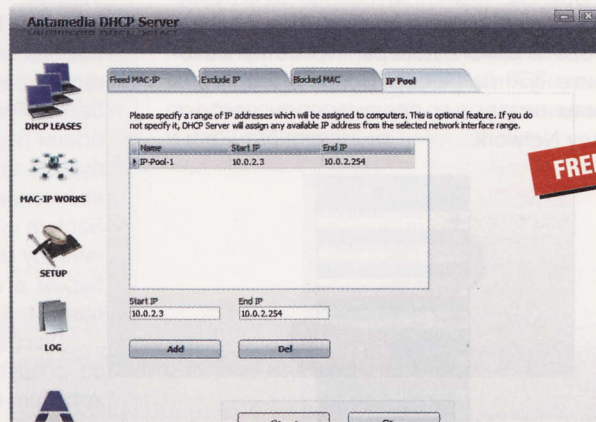 Antamedia DHCP Server
Fixed MAC-IP
Exclude IP
Blocked MAC
IP Pool
DHCP LEASES
Please specify a range of IP addresses which will be assigned to computers. This is optional feature. If you do
not specify it, DHCP Server will assign any available IP address from the selected network interface range.
Name Start IP End IP
IP-Pool-1 10.0.2.3 10.0.2.254
FREE
MAC-IP WORKS
SETUP
Start IP End IP
10.0.2.3 10.0.2.254
LOG
Add Del